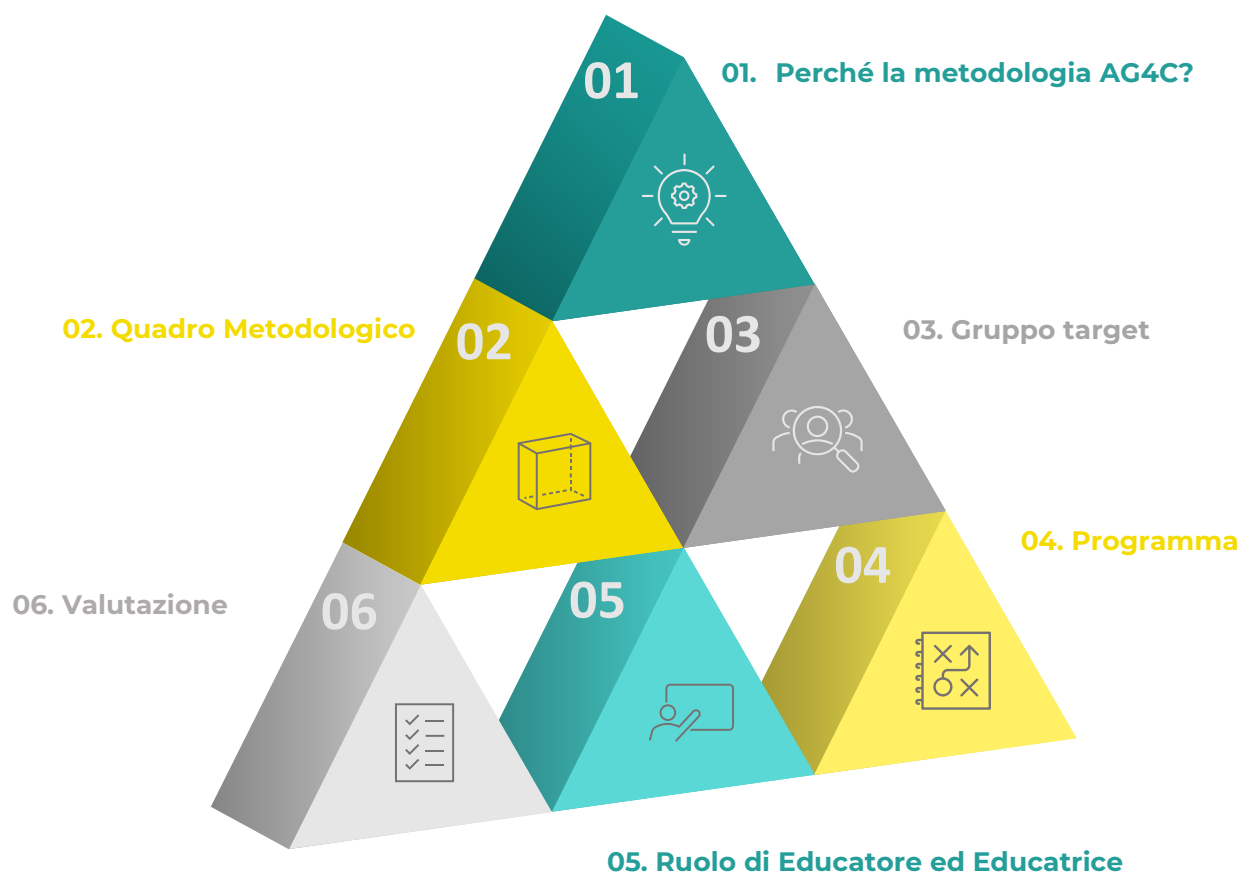 01
01. Perché la metodologia AG4C?
02. Quadro Metodologico
02
03
03. Gruppo target
04. Programma
04
05
06. Valutazione
06
05. Ruolo di Educatore ed Educatrice